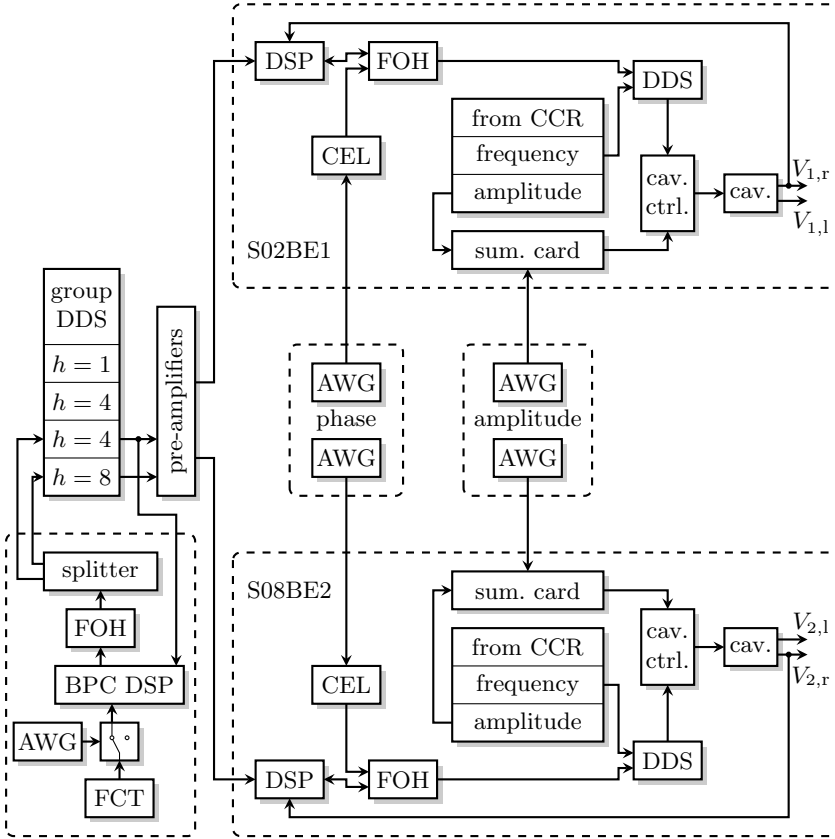 DSP
FOH
DDS
from CCR
frequency
amplitude
CEL
cav.
ctrl.
cav.
V1,r
V1,l
S02BE1
sum. card
group
DDS
h = 1
h = 4
h = 4
h = 8
pre-amplifiers
AWG
phase
AWG
AWG
amplitude
AWG
splitter
FOH
BPC DSP
AWG
FCT
S08BE2
sum. card
from CCR
frequency
amplitude
CEL
cav.
ctrl.
cav.
V2,l
V2,r
DSP
FOH
DDS